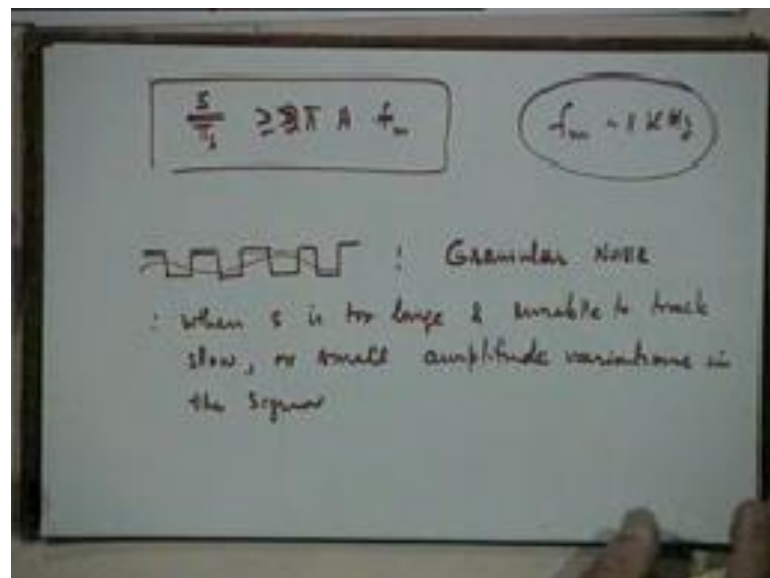 s/Ts ≥ 2π A fm
fm ~ 1 KHz
: Granular Noise
: when s is too large & unable to track
slow, or small amplitude variations in
the signal